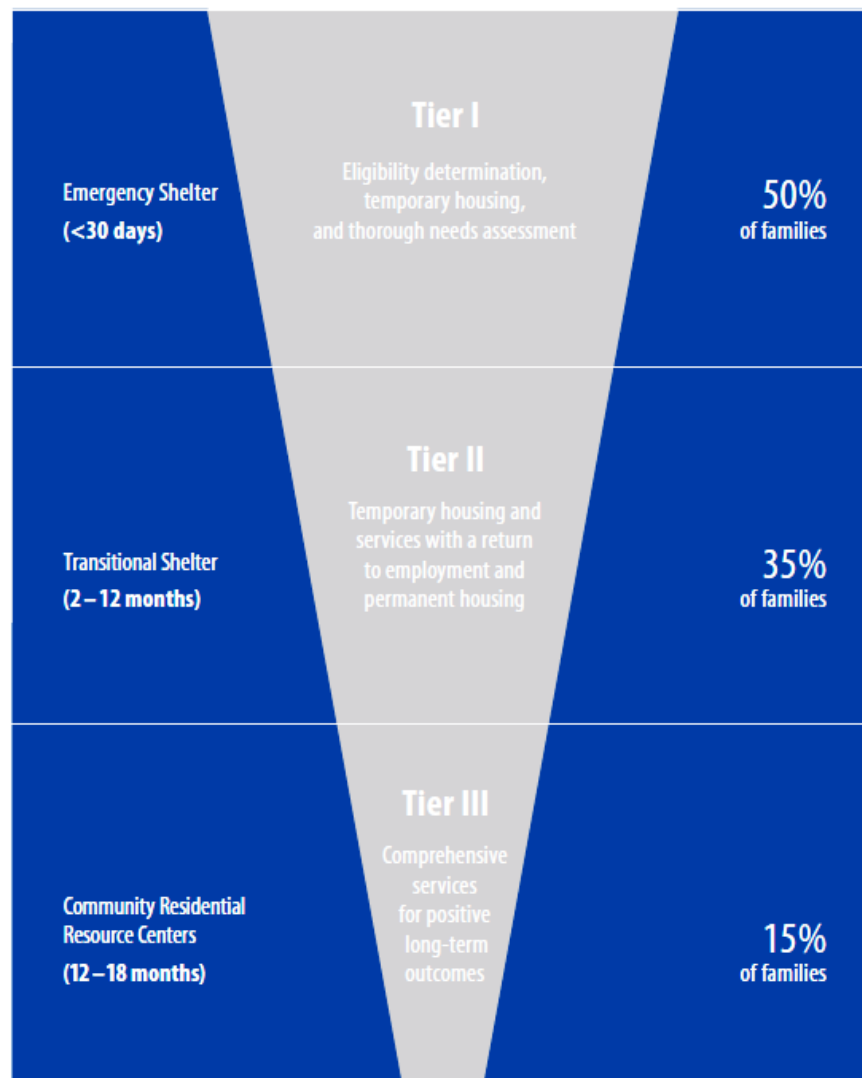 Tier I
Eligibility determination,
temporary housing,
and thorough needs assessment
Emergency Shelter
(<30 days)
50%
of families
Tier II
Temporary housing and
services with a return
to employment and
permanent housing
Transitional Shelter
(2 – 12 months)
35%
of families
Tier III
Comprehensive
services
for positive
long-term
outcomes
Community Residential
Resource Centers
(12 – 18 months)
15%
of families